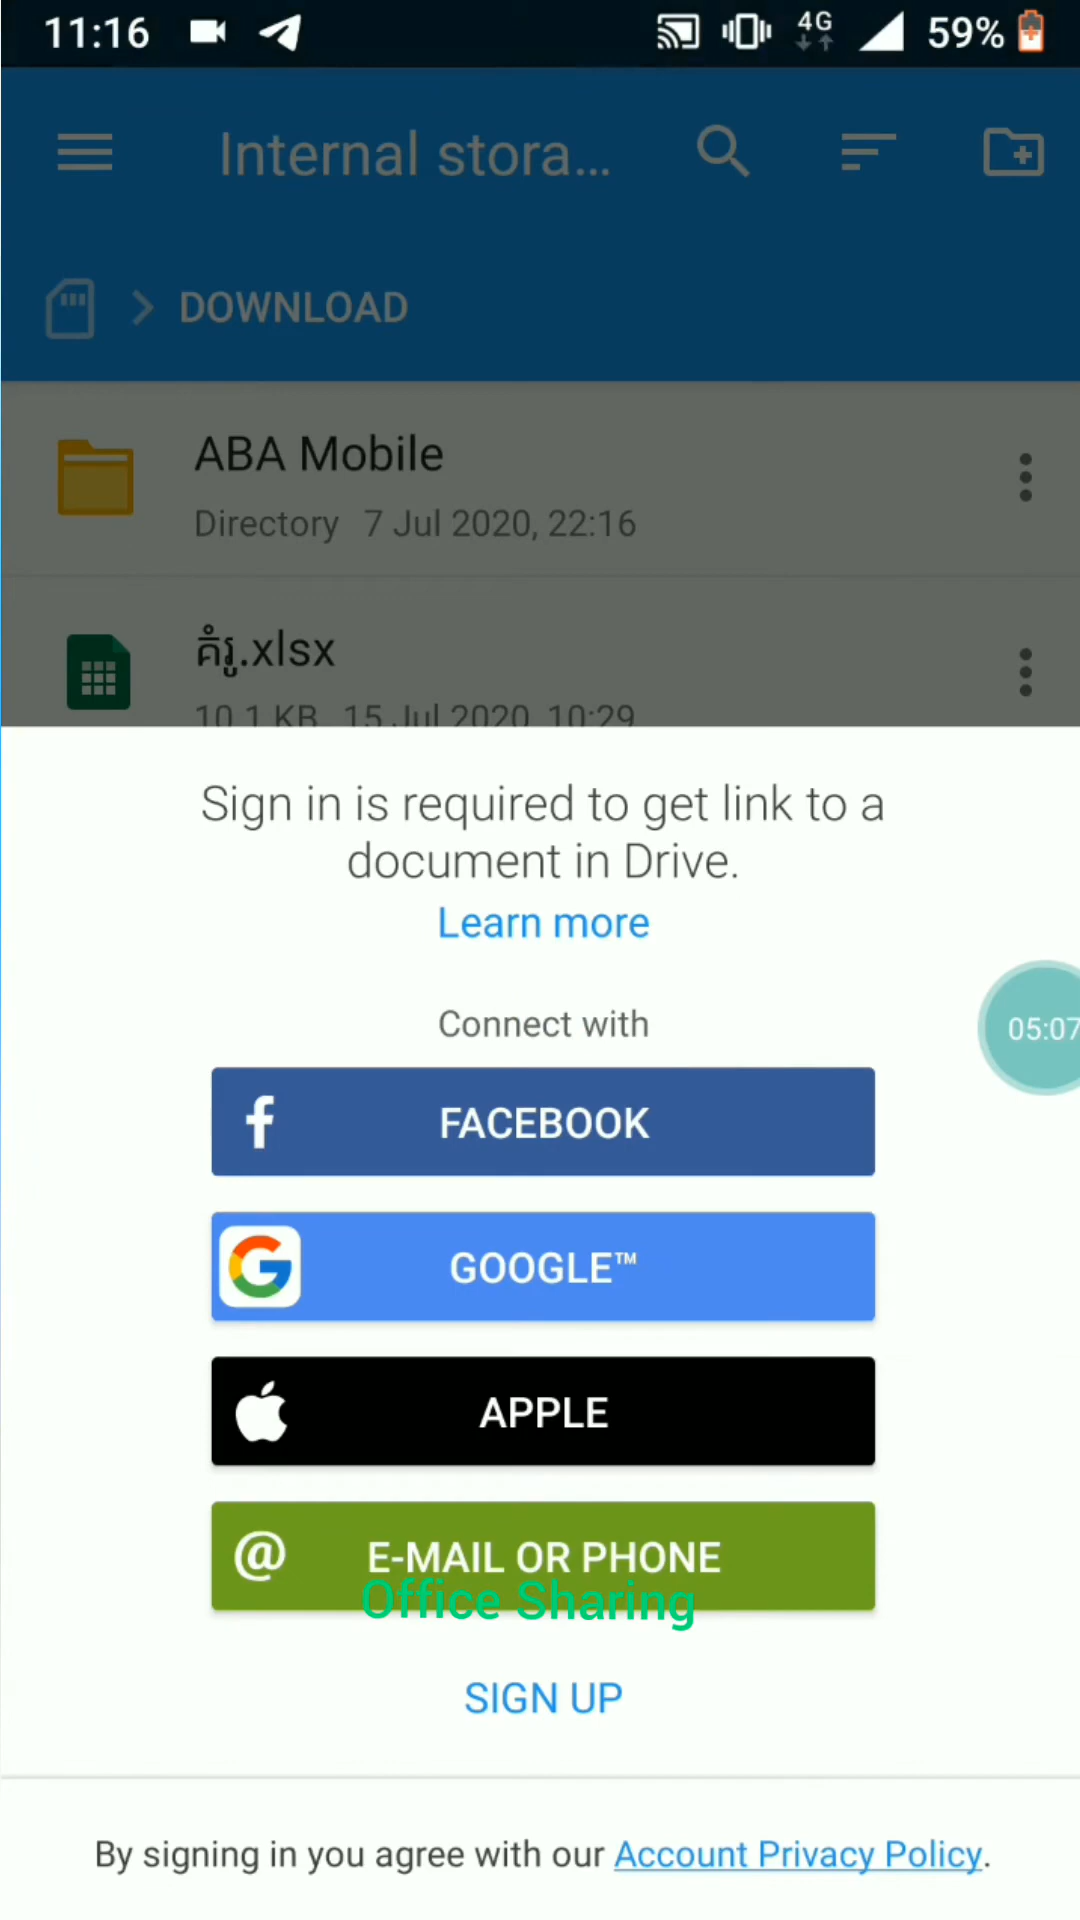 11:16 4G 59%
Internal stora...
DOWNLOAD
ABA Mobile
Directory 7 Jul 2020, 22:16
គំរូ.xlsx
10.1 KB 15 Jul 2020, 10:29
Sign in is required to get link to a
document in Drive.
Learn more
Connect with
05:07
FACEBOOK
GOOGLE™
APPLE
@ E-MAIL OR PHONE
Office Sharing
SIGN UP
By signing in you agree with our Account Privacy Policy.